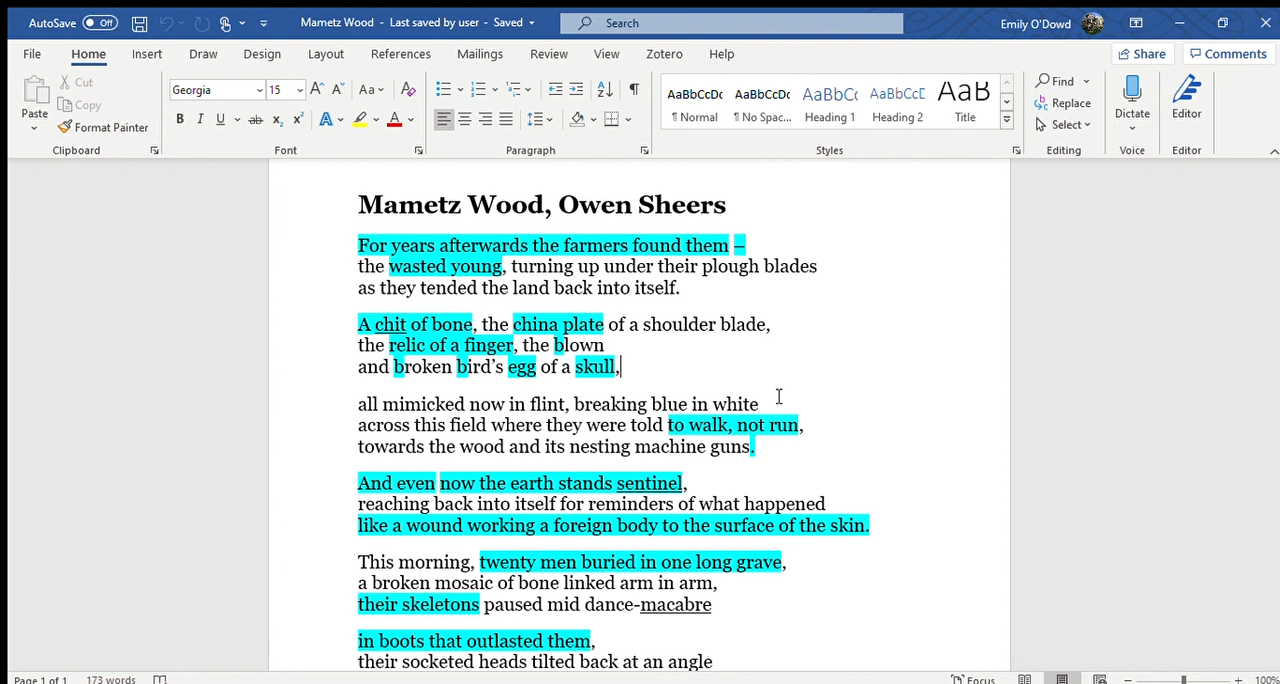 AutoSave Off Mametz Wood - Last saved by user - Saved Search Emily O'Dowd
File Home Insert Draw Design Layout References Mailings Review View Zotero Help Share Comments
Paste
Cut
Copy
Format Painter
Clipboard
Georgia 15
Font
Paragraph
AaBbCcDc AaBbCcDc AaBbCc AaBbCcE AaB
¶ Normal ¶ No Spac... Heading 1 Heading 2 Title
Styles
Find
Replace
Select
Editing
Dictate
Voice
Editor
Editor
Mametz Wood, Owen Sheers
For years afterwards the farmers found them –
the wasted young, turning up under their plough blades
as they tended the land back into itself.
A chit of bone, the china plate of a shoulder blade,
the relic of a finger, the blown
and broken bird’s egg of a skull,
all mimicked now in flint, breaking blue in white
across this field where they were told to walk, not run,
towards the wood and its nesting machine guns.
And even now the earth stands sentinel,
reaching back into itself for reminders of what happened
like a wound working a foreign body to the surface of the skin.
This morning, twenty men buried in one long grave,
a broken mosaic of bone linked arm in arm,
their skeletons paused mid dance-macabre
in boots that outlasted them,
their socketed heads tilted back at an angle
Page 1 of 1 173 words Focus 100%